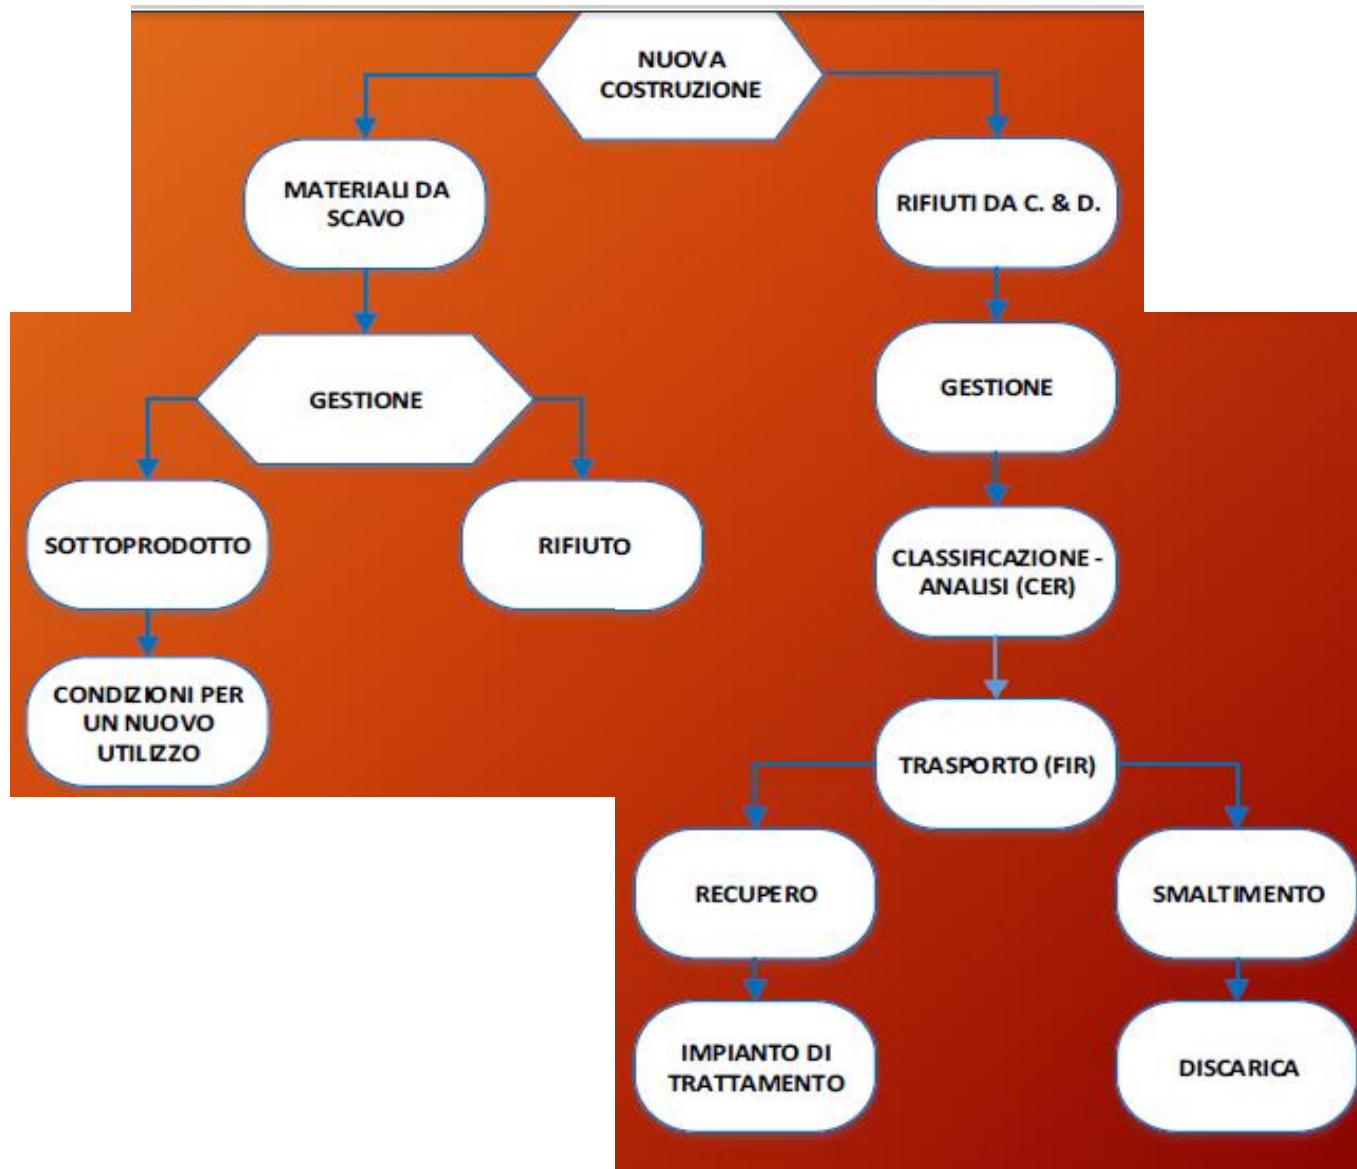 NUOVA
COSTRUZIONE
MATERIALI DA
SCAVO
RIFIUTI DA C. & D.
GESTIONE
GESTIONE
SOTTOPRODOTTO
RIFIUTO
CLASSIFICAZIONE -
ANALISI (CER)
CONDIZIONI PER
UN NUOVO
UTILIZZO
TRASPORTO (FIR)
RECUPERO
SMALTIMENTO
IMPIANTO DI
TRATTAMENTO
DISCARICA